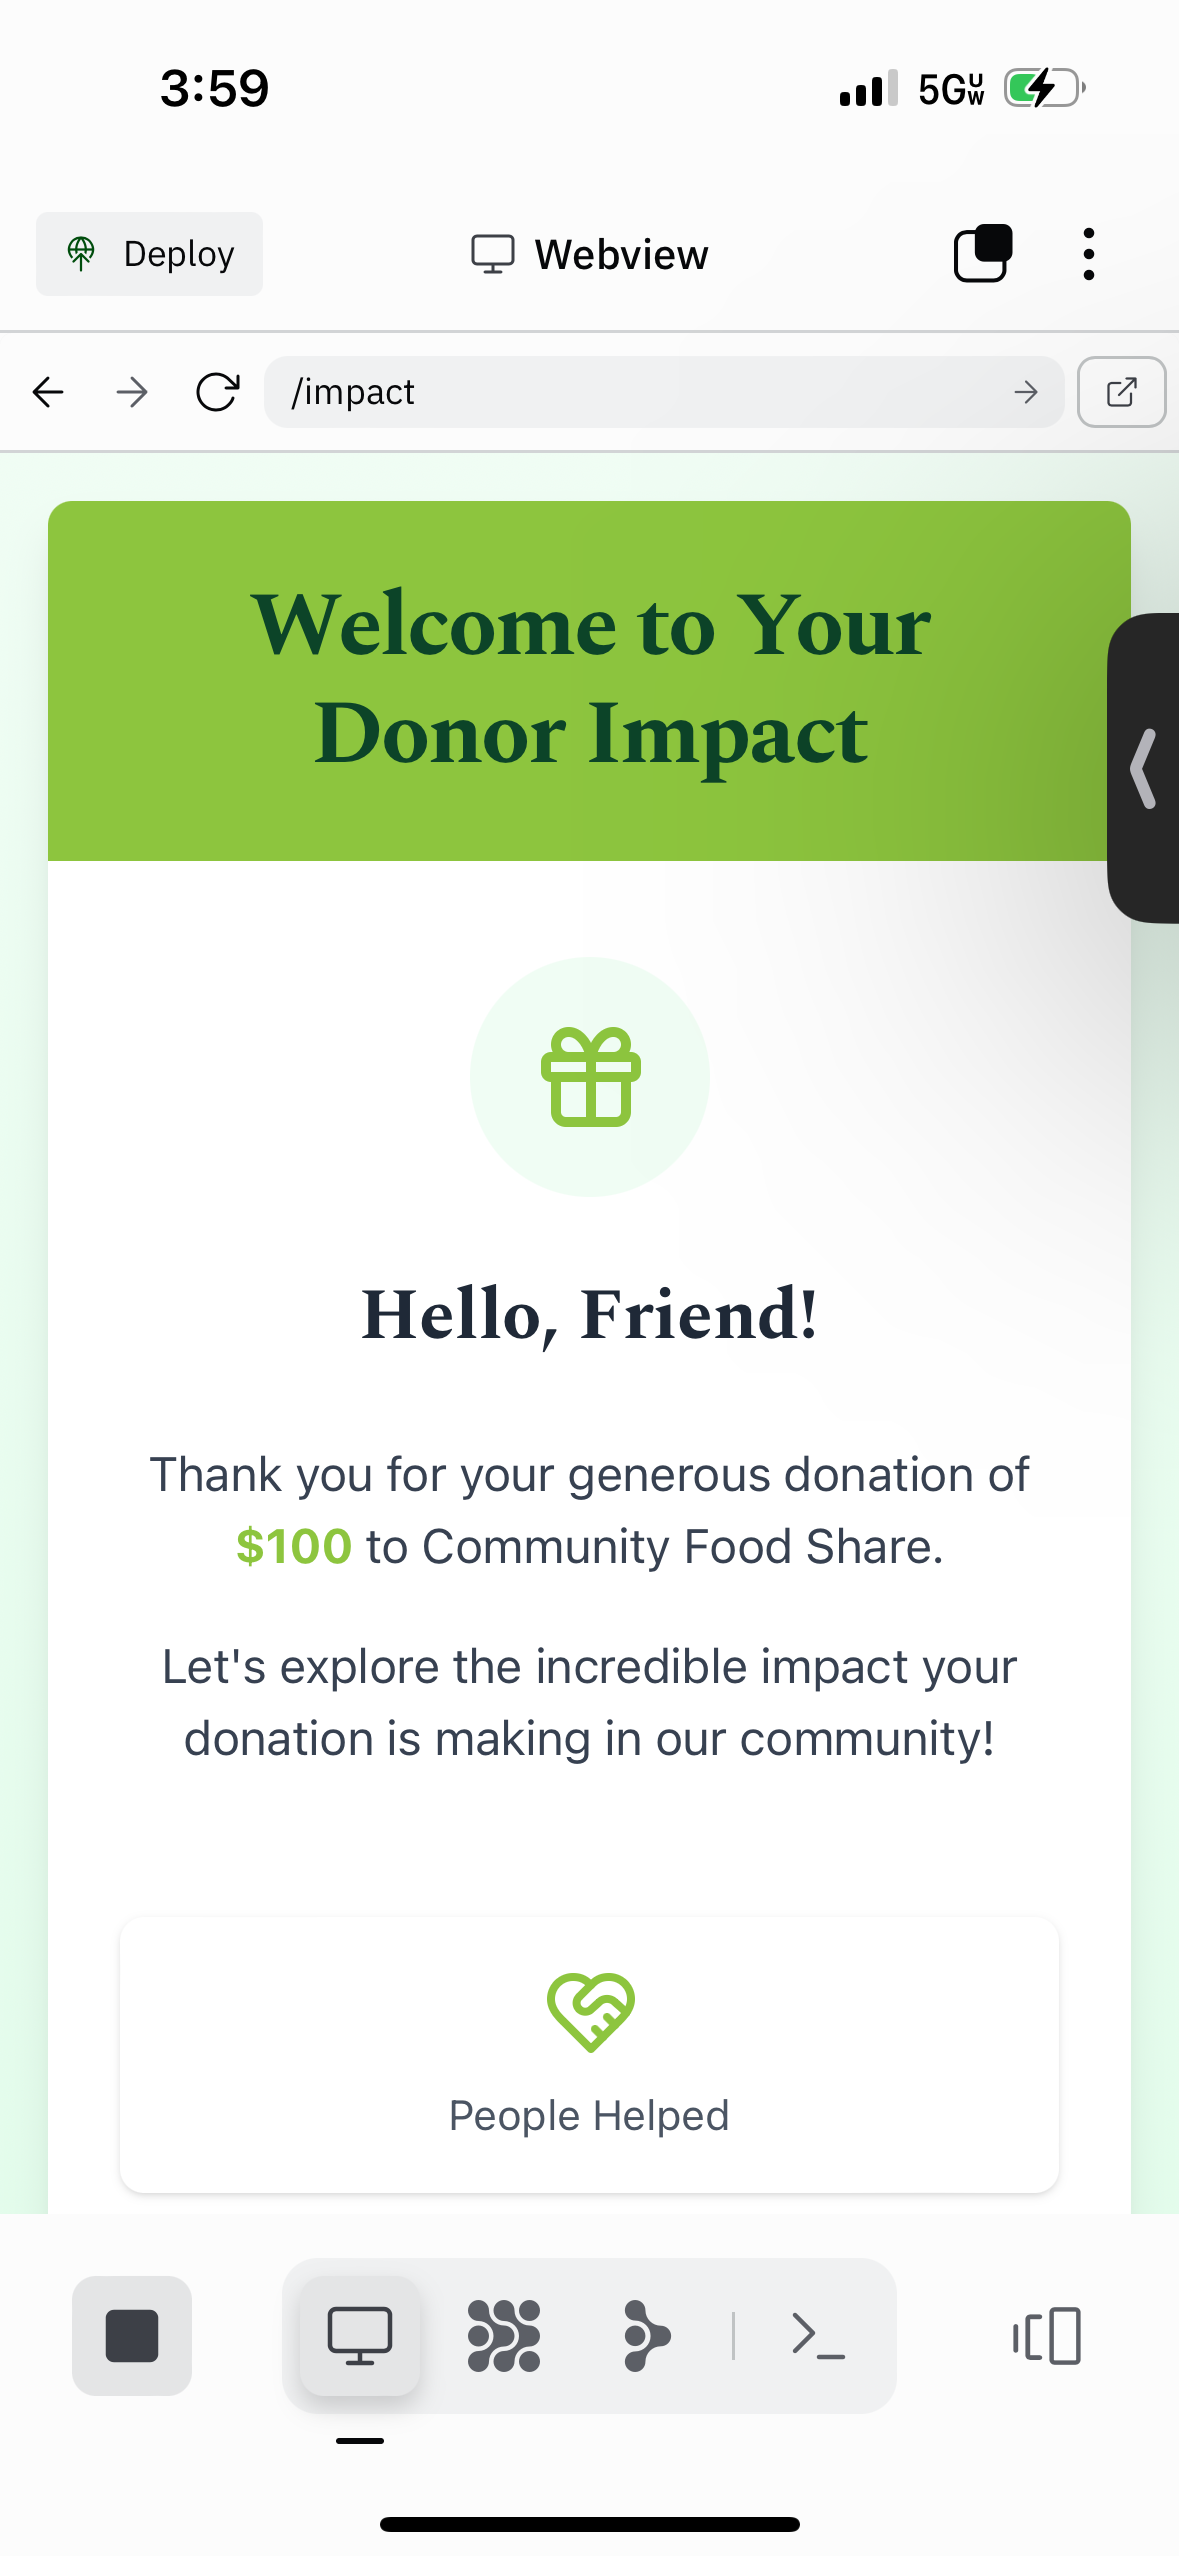 3:59
5GUW
Deploy
Webview
/impact
Welcome to Your
Donor Impact
Hello, Friend!
Thank you for your generous donation of
$100 to Community Food Share.
Let's explore the incredible impact your
donation is making in our community!
People Helped